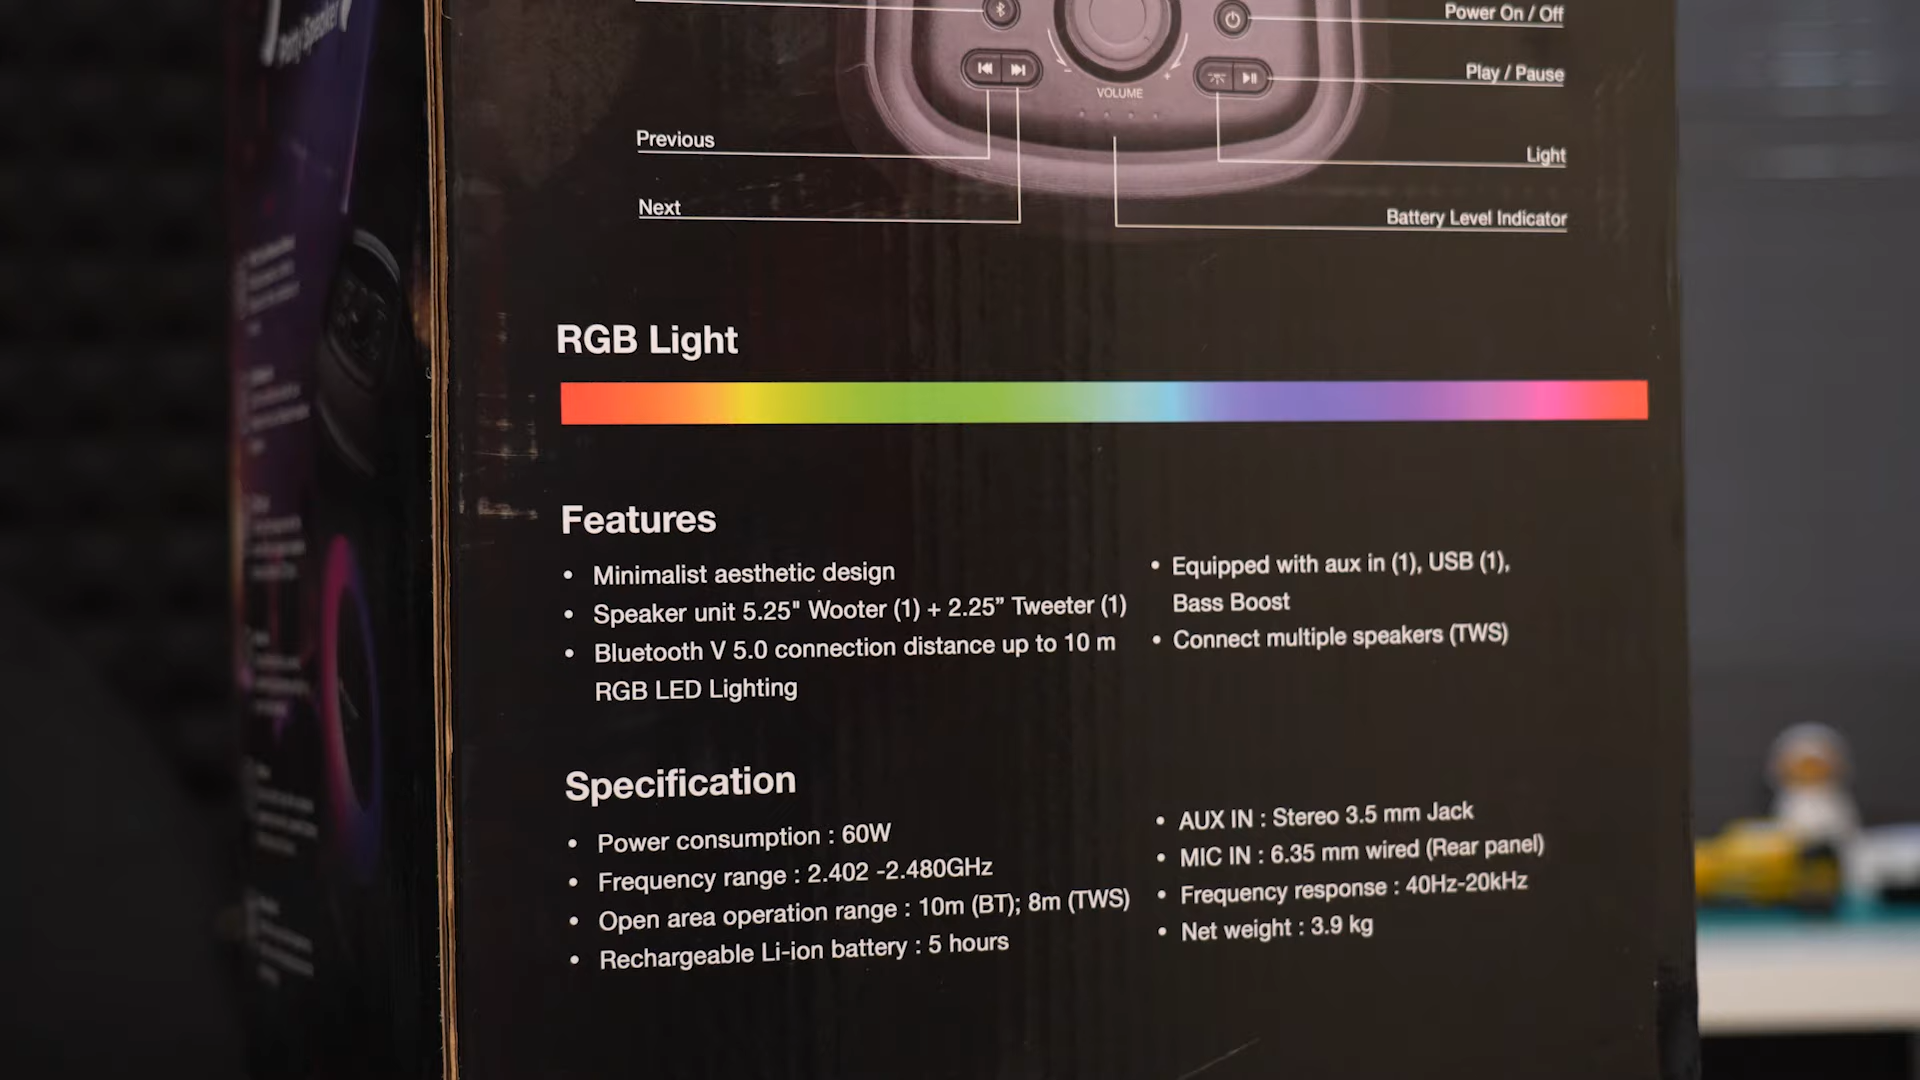 Party Speaker
Power On / Off
Play / Pause
VOLUME
Previous
Light
Next
Battery Level Indicator
RGB Light
Features
• Minimalist aesthetic design
• Speaker unit 5.25" Wooter (1) + 2.25” Tweeter (1)
• Bluetooth V 5.0 connection distance up to 10 m
RGB LED Lighting
• Equipped with aux in (1), USB (1),
Bass Boost
• Connect multiple speakers (TWS)
Specification
• Power consumption : 60W
• Frequency range : 2.402 -2.480GHz
• Open area operation range : 10m (BT); 8m (TWS)
• Rechargeable Li-ion battery : 5 hours
• AUX IN : Stereo 3.5 mm Jack
• MIC IN : 6.35 mm wired (Rear panel)
• Frequency response : 40Hz-20kHz
• Net weight : 3.9 kg